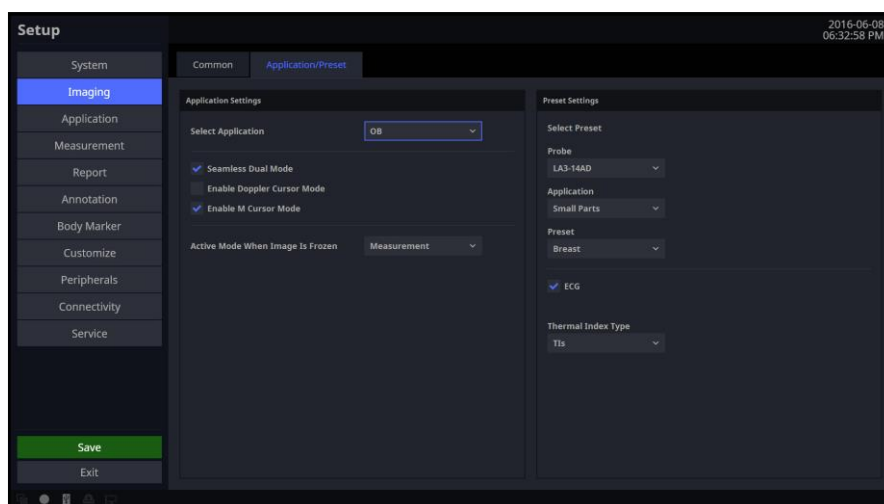 Setup
2016-06-08
06:32:58 PM
System
Imaging
Application
Measurement
Report
Annotation
Body Marker
Customize
Peripherals
Connectivity
Service
Save
Exit
Common Application/Preset
Application Settings
Select Application OB
Seamless Dual Mode
Enable Doppler Cursor Mode
Enable M Cursor Mode
Active Mode When Image Is Frozen Measurement
Preset Settings
Select Preset
Probe
LA3-14AD
Application
Small Parts
Preset
Breast
ECG
Thermal Index Type
TIs